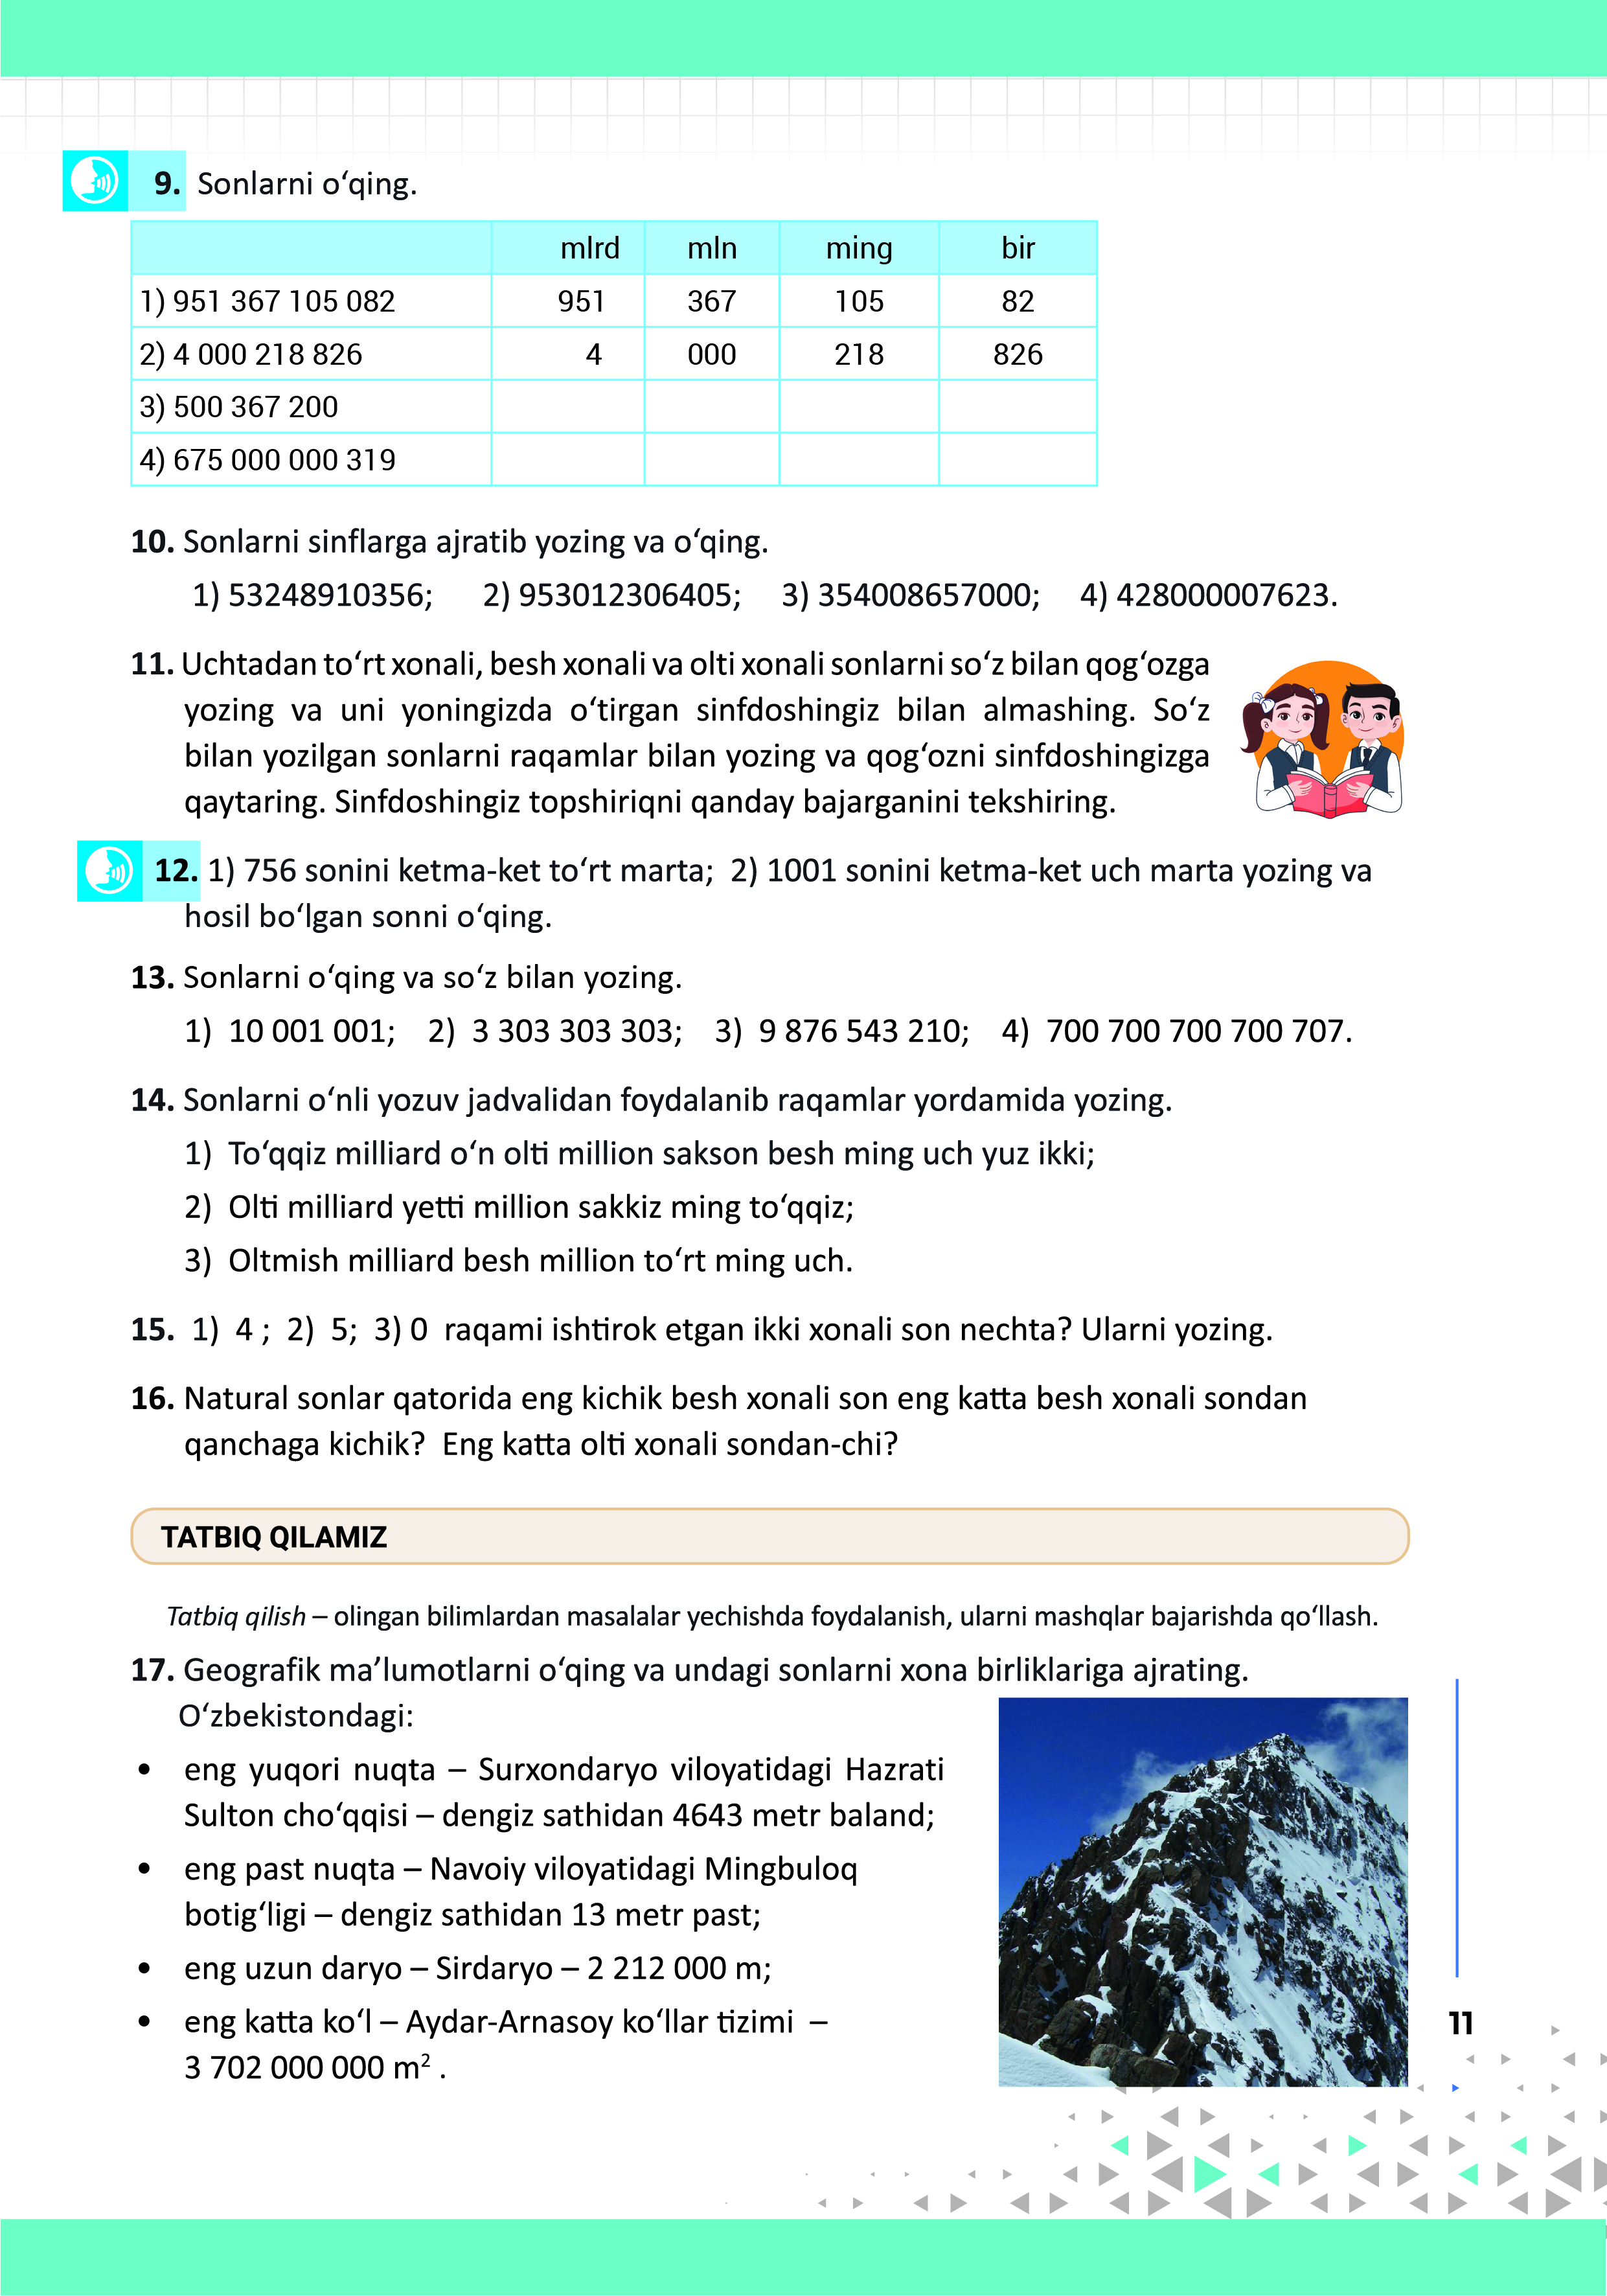 9. Sonlarni o‘qing.
mlrd mln ming bir
1) 951 367 105 082 951 367 105 82
2) 4 000 218 826 4 000 218 826
3) 500 367 200
4) 675 000 000 319
10. Sonlarni sinflarga ajratib yozing va o‘qing.
1) 53248910356; 2) 953012306405; 3) 354008657000; 4) 428000007623.
11. Uchtadan to‘rt xonali, besh xonali va olti xonali sonlarni so‘z bilan qog‘ozga
yozing va uni yoningizda o‘tirgan sinfdoshingiz bilan almashing. So‘z
bilan yozilgan sonlarni raqamlar bilan yozing va qog‘ozni sinfdoshingizga
qaytaring. Sinfdoshingiz topshiriqni qanday bajarganini tekshiring.
12. 1) 756 sonini ketma-ket to‘rt marta; 2) 1001 sonini ketma-ket uch marta yozing va
hosil bo‘lgan sonni o‘qing.
13. Sonlarni o‘qing va so‘z bilan yozing.
1) 10 001 001; 2) 3 303 303 303; 3) 9 876 543 210; 4) 700 700 700 700 707.
14. Sonlarni o‘nli yozuv jadvalidan foydalanib raqamlar yordamida yozing.
1) To‘qqiz milliard o‘n olti million sakson besh ming uch yuz ikki;
2) Olti milliard yetti million sakkiz ming to‘qqiz;
3) Oltmish milliard besh million to‘rt ming uch.
15. 1) 4 ; 2) 5; 3) 0 raqami ishtirok etgan ikki xonali son nechta? Ularni yozing.
16. Natural sonlar qatorida eng kichik besh xonali son eng katta besh xonali sondan
qanchaga kichik? Eng katta olti xonali sondan-chi?
TATBIQ QILAMIZ
Tatbiq qilish – olingan bilimlardan masalalar yechishda foydalanish, ularni mashqlar bajarishda qo‘llash.
17. Geografik ma’lumotlarni o‘qing va undagi sonlarni xona birliklariga ajrating.
O‘zbekistondagi:
• eng yuqori nuqta – Surxondaryo viloyatidagi Hazrati
Sulton cho‘qqisi – dengiz sathidan 4643 metr baland;
• eng past nuqta – Navoiy viloyatidagi Mingbuloq
botig‘ligi – dengiz sathidan 13 metr past;
• eng uzun daryo – Sirdaryo – 2 212 000 m;
• eng katta ko‘l – Aydar-Arnasoy ko‘llar tizimi –
3 702 000 000 m² .
11